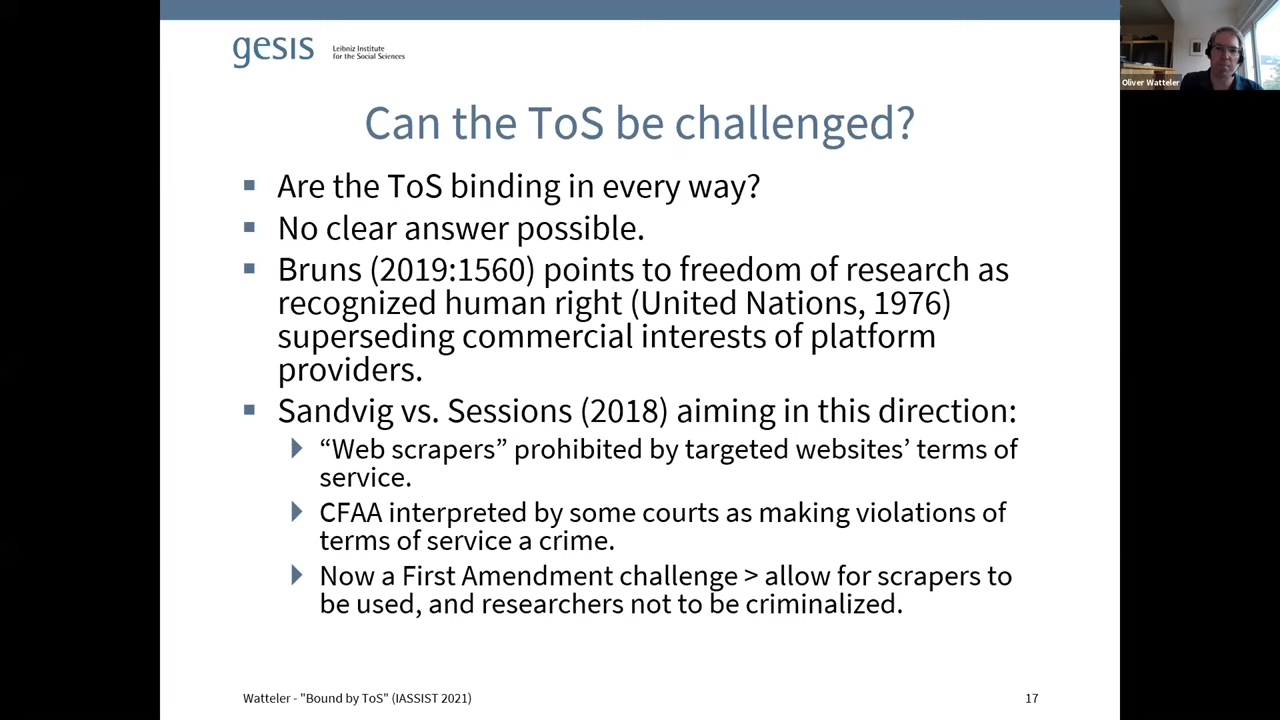 gesis
Leibniz Institute
for the Social Sciences
Oliver Watteler
Can the ToS be challenged?
Are the ToS binding in every way?
No clear answer possible.
Bruns (2019:1560) points to freedom of research as
recognized human right (United Nations, 1976)
superseding commercial interests of platform
providers.
Sandvig vs. Sessions (2018) aiming in this direction:
“Web scrapers” prohibited by targeted websites’ terms of
service.
CFAA interpreted by some courts as making violations of
terms of service a crime.
Now a First Amendment challenge > allow for scrapers to
be used, and researchers not to be criminalized.
Watteler - "Bound by ToS" (IASSIST 2021)
17